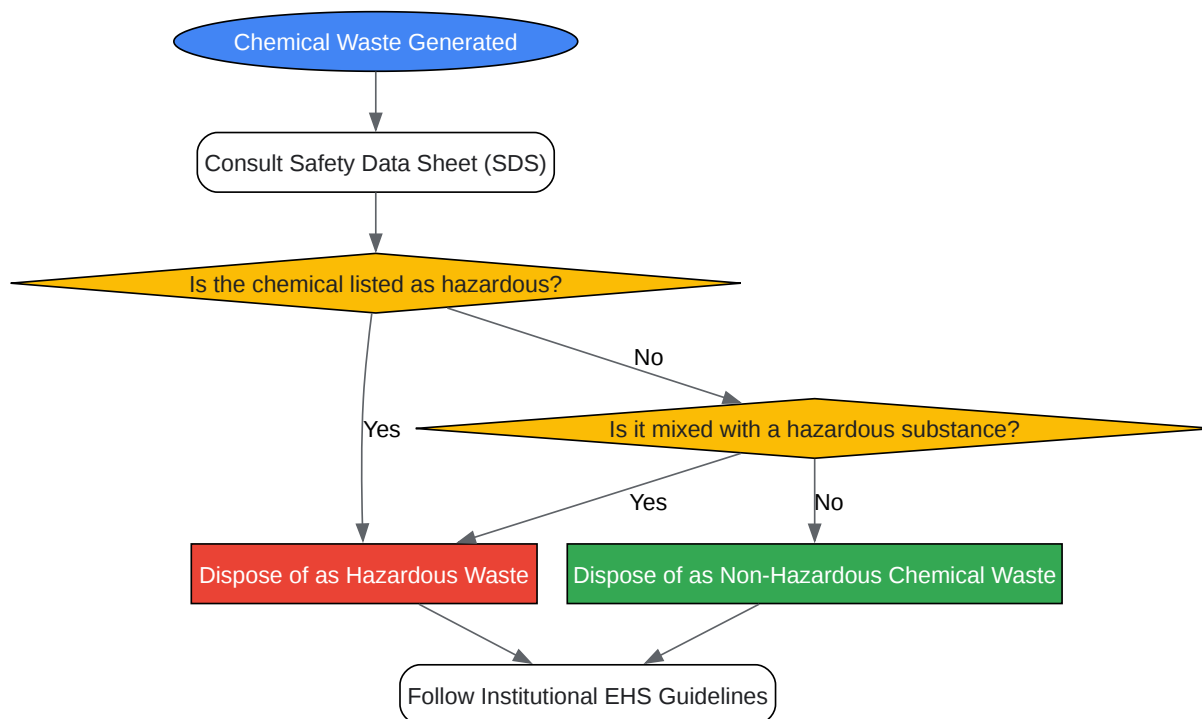 Chemical Waste Generated
Consult Safety Data Sheet (SDS)
Is the chemical listed as hazardous?
No
Yes
Is it mixed with a hazardous substance?
Yes
No
Dispose of as Hazardous Waste
Dispose of as Non-Hazardous Chemical Waste
Follow Institutional EHS Guidelines